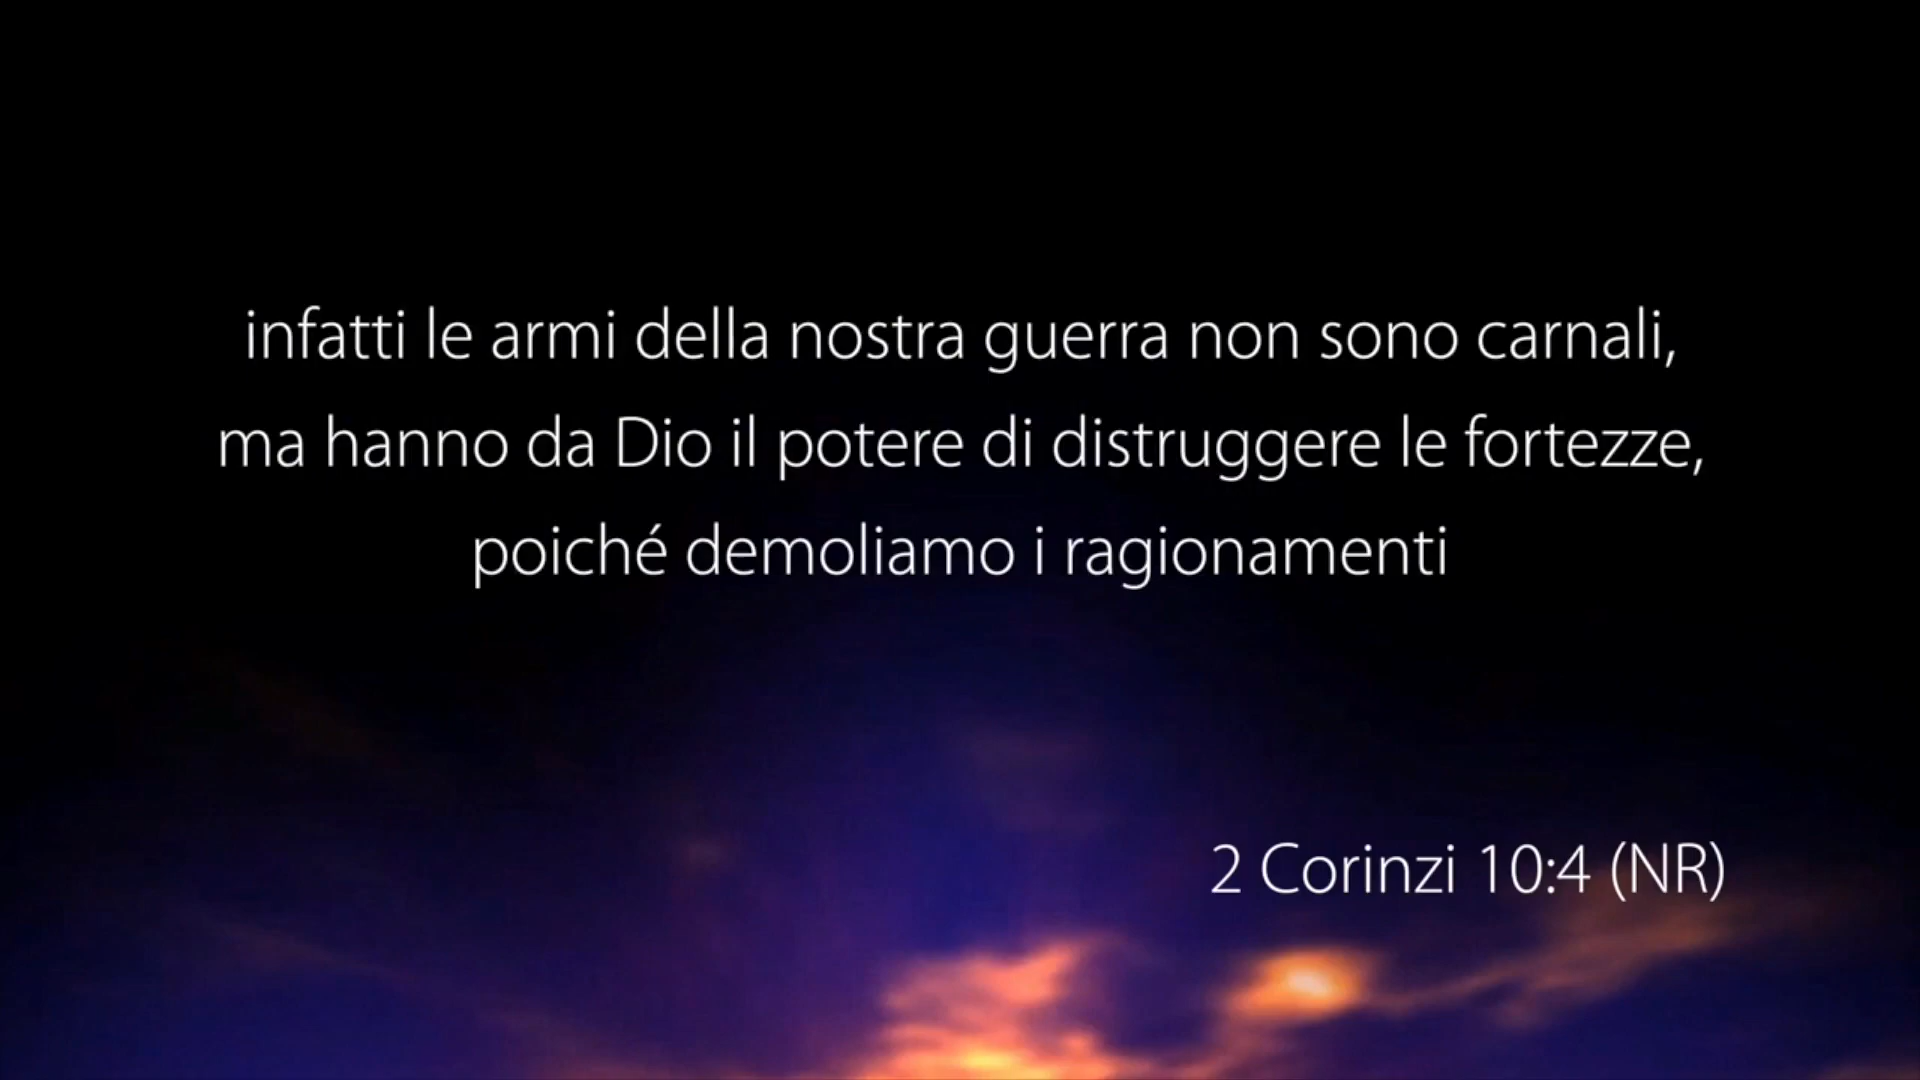 infatti le armi della nostra guerra non sono carnali,
ma hanno da Dio il potere di distruggere le fortezze,
poiché demoliamo i ragionamenti
2 Corinzi 10:4 (NR)